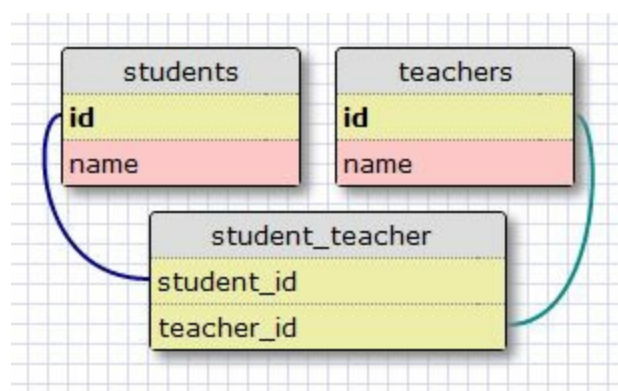 students
id
name
teachers
id
name
student_teacher
student_id
teacher_id